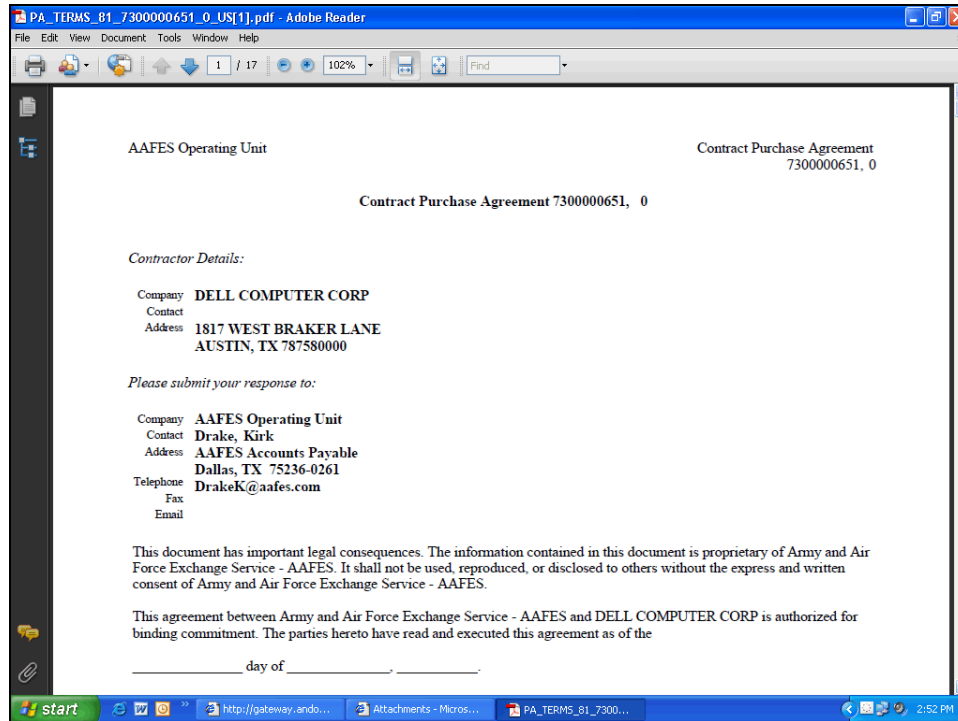 PA_TERMS_81_7300000651_0_US[1].pdf - Adobe Reader
File Edit View Document Tools Window Help
1 / 17 102% Find
AAFES Operating Unit Contract Purchase Agreement
7300000651, 0
Contract Purchase Agreement 7300000651, 0
Contractor Details:
Company DELL COMPUTER CORP
Contact
Address 1817 WEST BRAKER LANE
AUSTIN, TX 787580000
Please submit your response to:
Company AAFES Operating Unit
Contact Drake, Kirk
Address AAFES Accounts Payable
Dallas, TX 75236-0261
Telephone DrakeK@aafes.com
Fax
Email
This document has important legal consequences. The information contained in this document is proprietary of Army and Air
Force Exchange Service - AAFES. It shall not be used, reproduced, or disclosed to others without the express and written
consent of Army and Air Force Exchange Service - AAFES.
This agreement between Army and Air Force Exchange Service - AAFES and DELL COMPUTER CORP is authorized for
binding commitment. The parties hereto have read and executed this agreement as of the
________________ day of _______________, ____________.
start http://gateway.ando... Attachments - Micros... PA_TERMS_81_7300... 2:52 PM